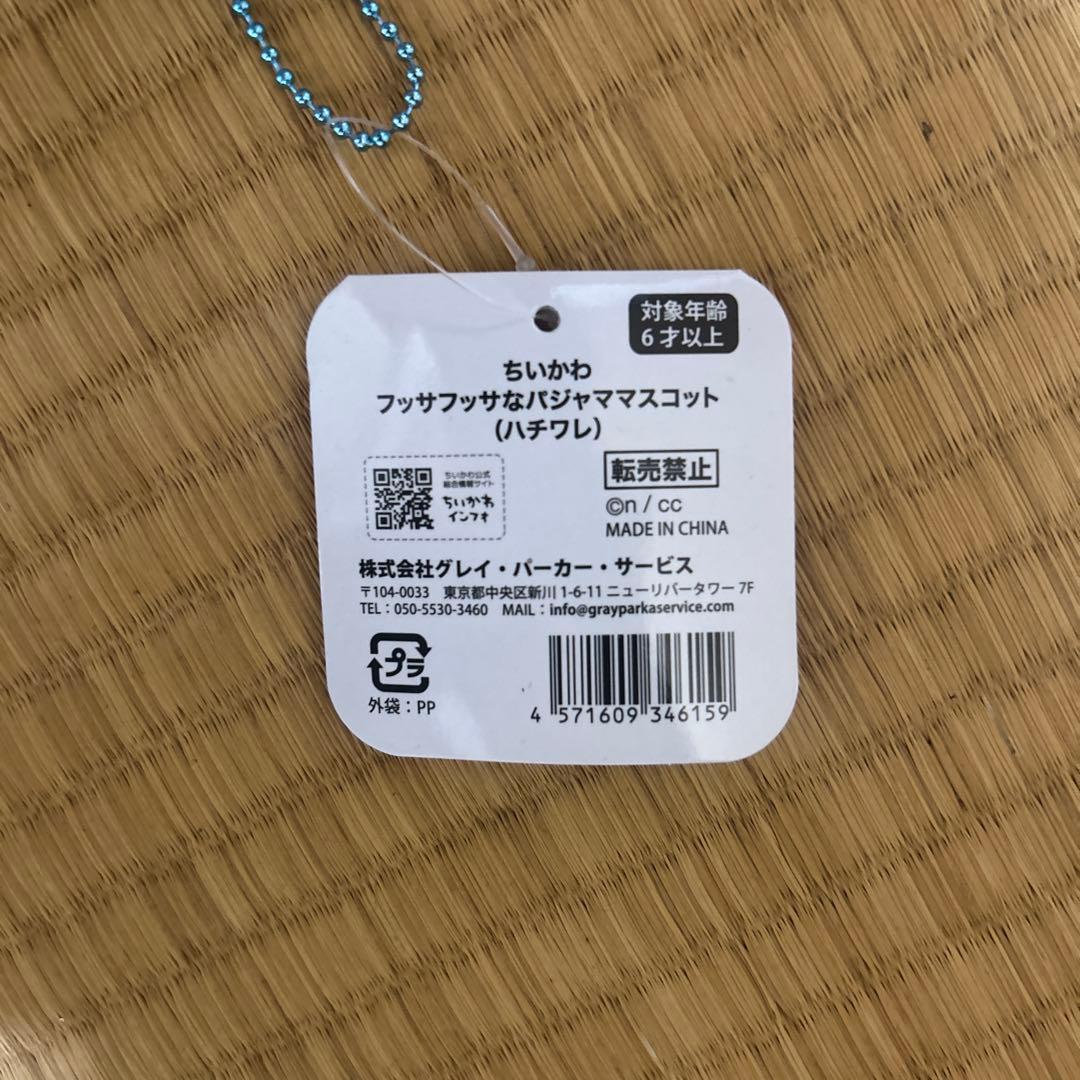 対象年齢
6才以上
ちいかわ
フッサフッサなパジャママスコット
(ハチワレ)
ちいかわ公式
総合情報サイト
ちいかわ
インフォ
転売禁止
©n / cc
MADE IN CHINA
株式会社グレイ・パーカー・サービス
〒104-0033 東京都中央区新川 1-6-11 ニューリバータワー 7F
TEL：050-5530-3460 MAIL：info@grayparkaservice.com
プラ
外袋：PP
4 571609 346159